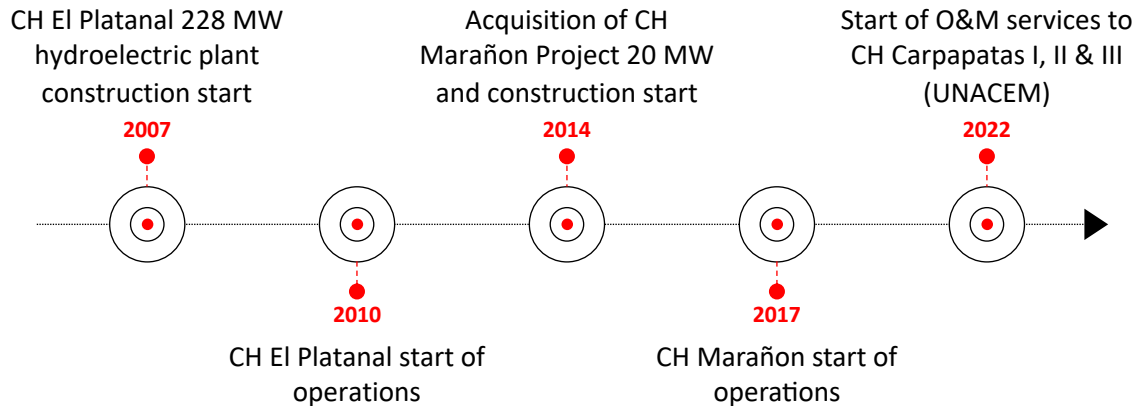 CH El Platanal 228 MW
hydroelectric plant
construction start
2007
Acquisition of CH
Marañon Project 20 MW
and construction start
2014
Start of O&M services to
CH Carpapatas I, II & III
(UNACEM)
2022
2010
CH El Platanal start of
operations
2017
CH Marañon start of
operations